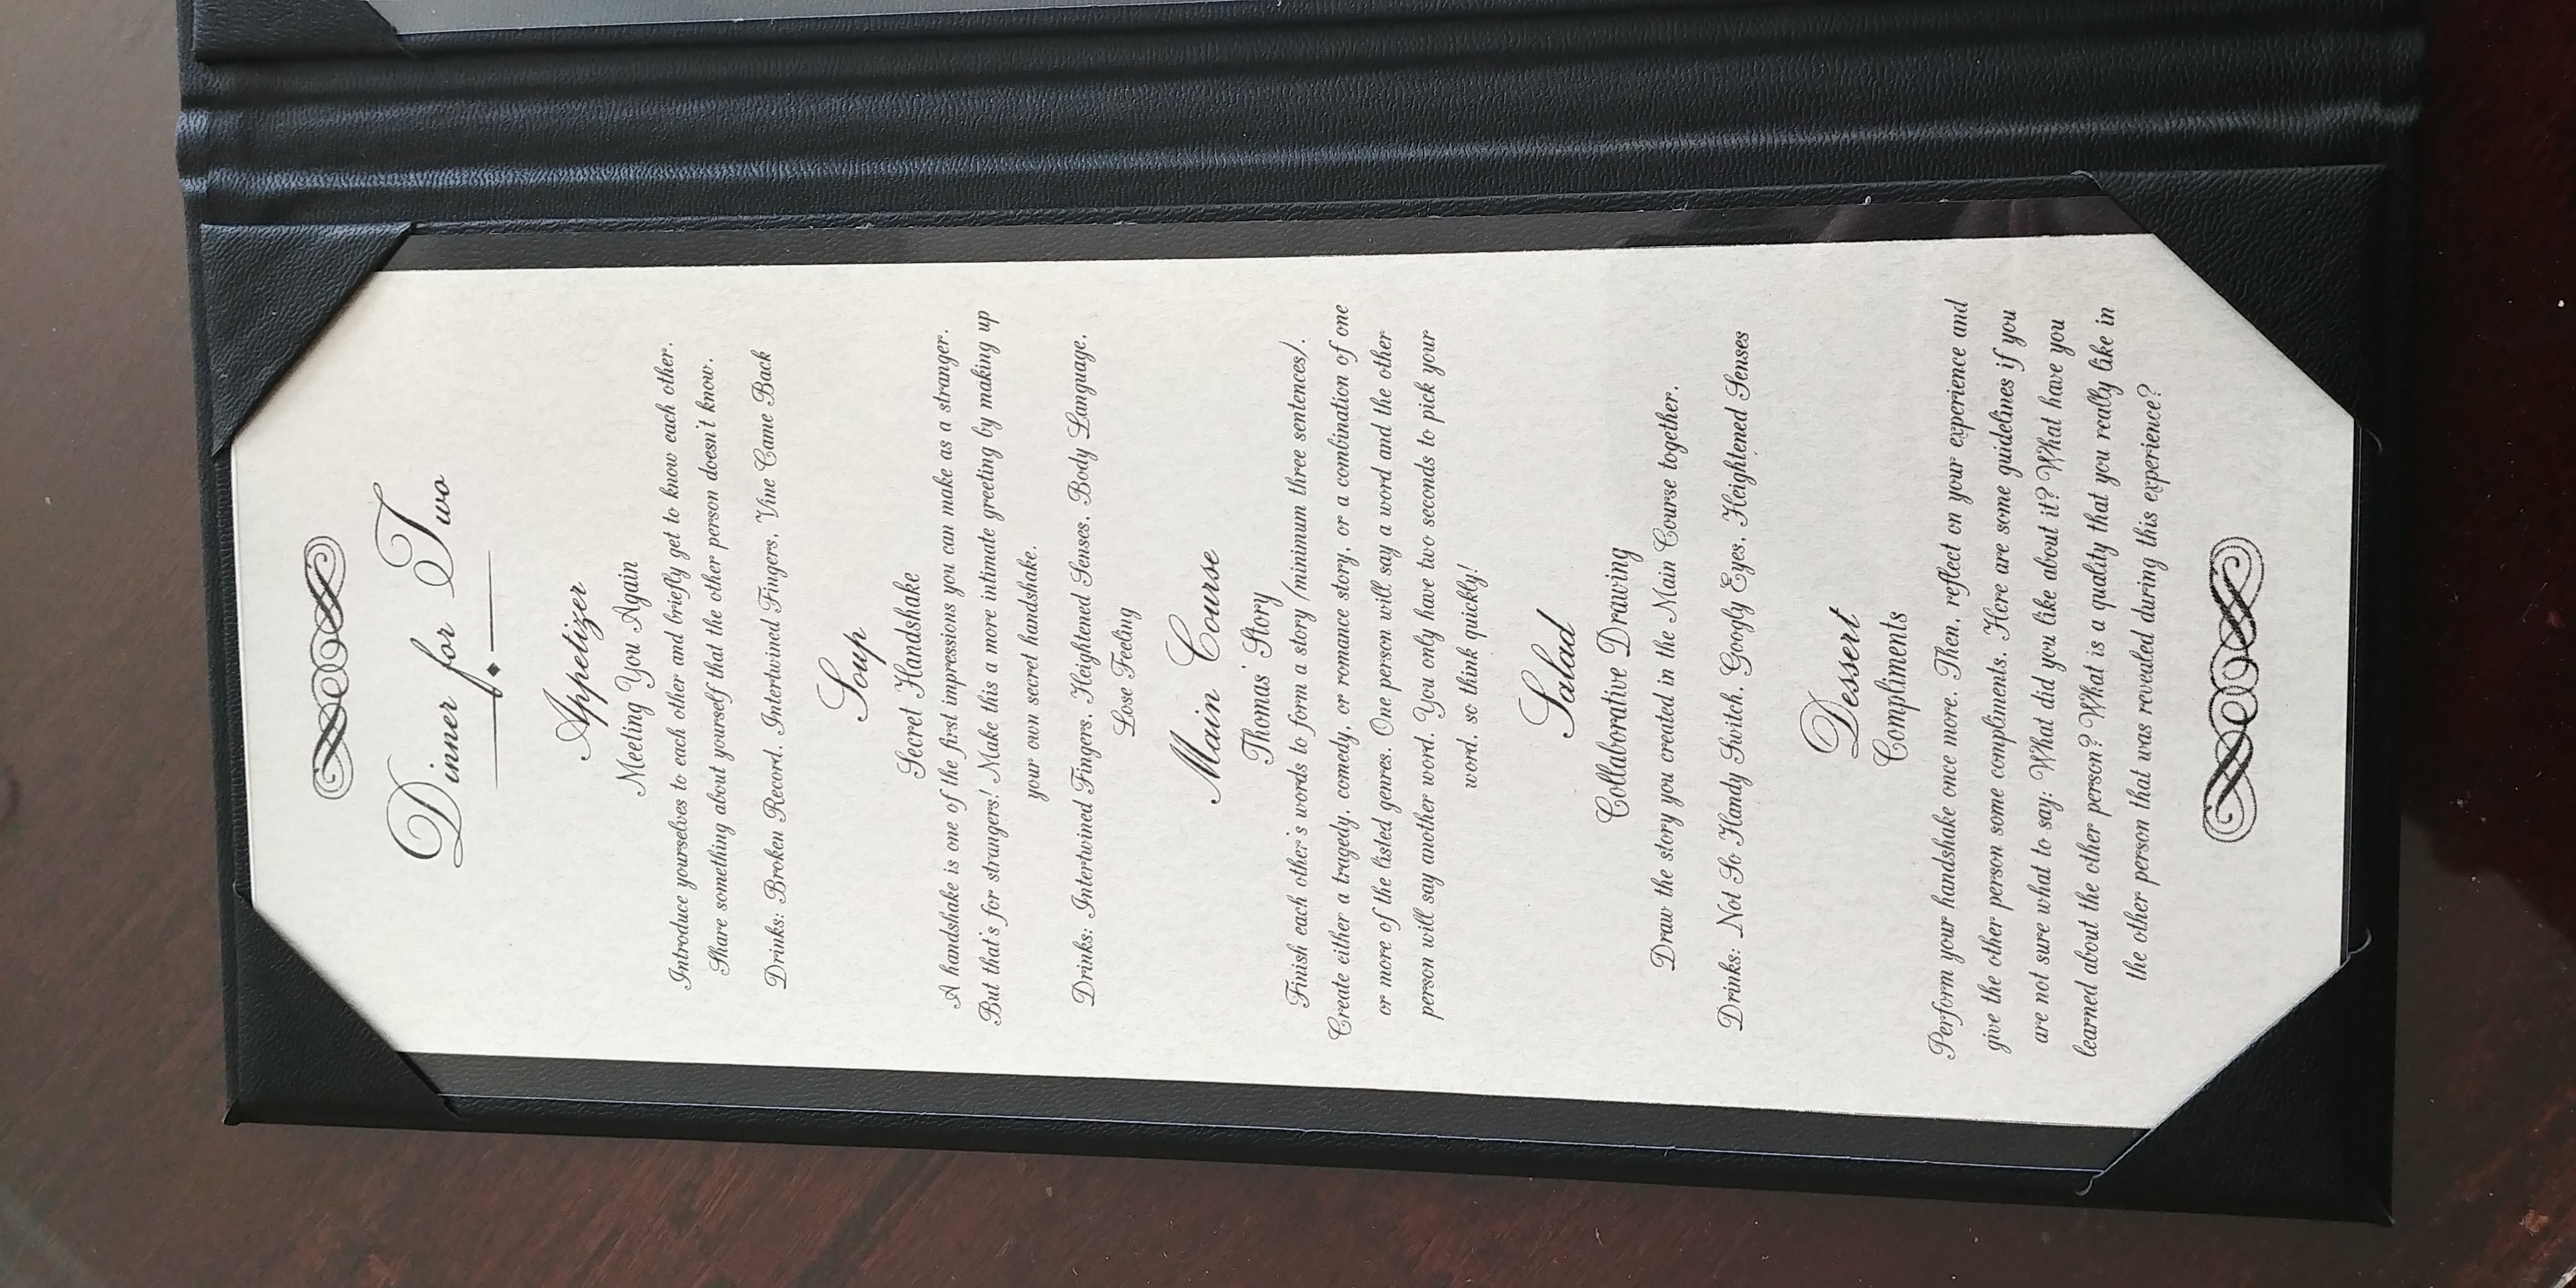 Dinner for Two
Appetizer
Meeting You Again
Introduce yourselves to each other and briefly get to know each other.
Share something about yourself that the other person doesn't know.
Drinks: Broken Record, Intertwined Fingers, Vine Came Back
Soup
Secret Handshake
A handshake is one of the first impressions you can make as a stranger.
But that's for strangers! Make this a more intimate greeting by making up
your own secret handshake.
Drinks: Intertwined Fingers, Heightened Senses, Body Language,
Lose Feeling
Main Course
Thomas' Story
Finish each other's words to form a story (minimum three sentences).
Create either a tragedy, comedy, or romance story, or a combination of one
or more of the listed genres. One person will say a word and the other
person will say another word. You only have two seconds to pick your
word, so think quickly!
Salad
Collaborative Drawing
Draw the story you created in the Main Course together.
Drinks: Not So Handy Switch, Googly Eyes, Heightened Senses
Dessert
Compliments
Perform your handshake once more. Then, reflect on your experience and
give the other person some compliments. Here are some guidelines if you
are not sure what to say: What did you like about it? What have you
learned about the other person? What is a quality that you really like in
the other person that was revealed during this experience?